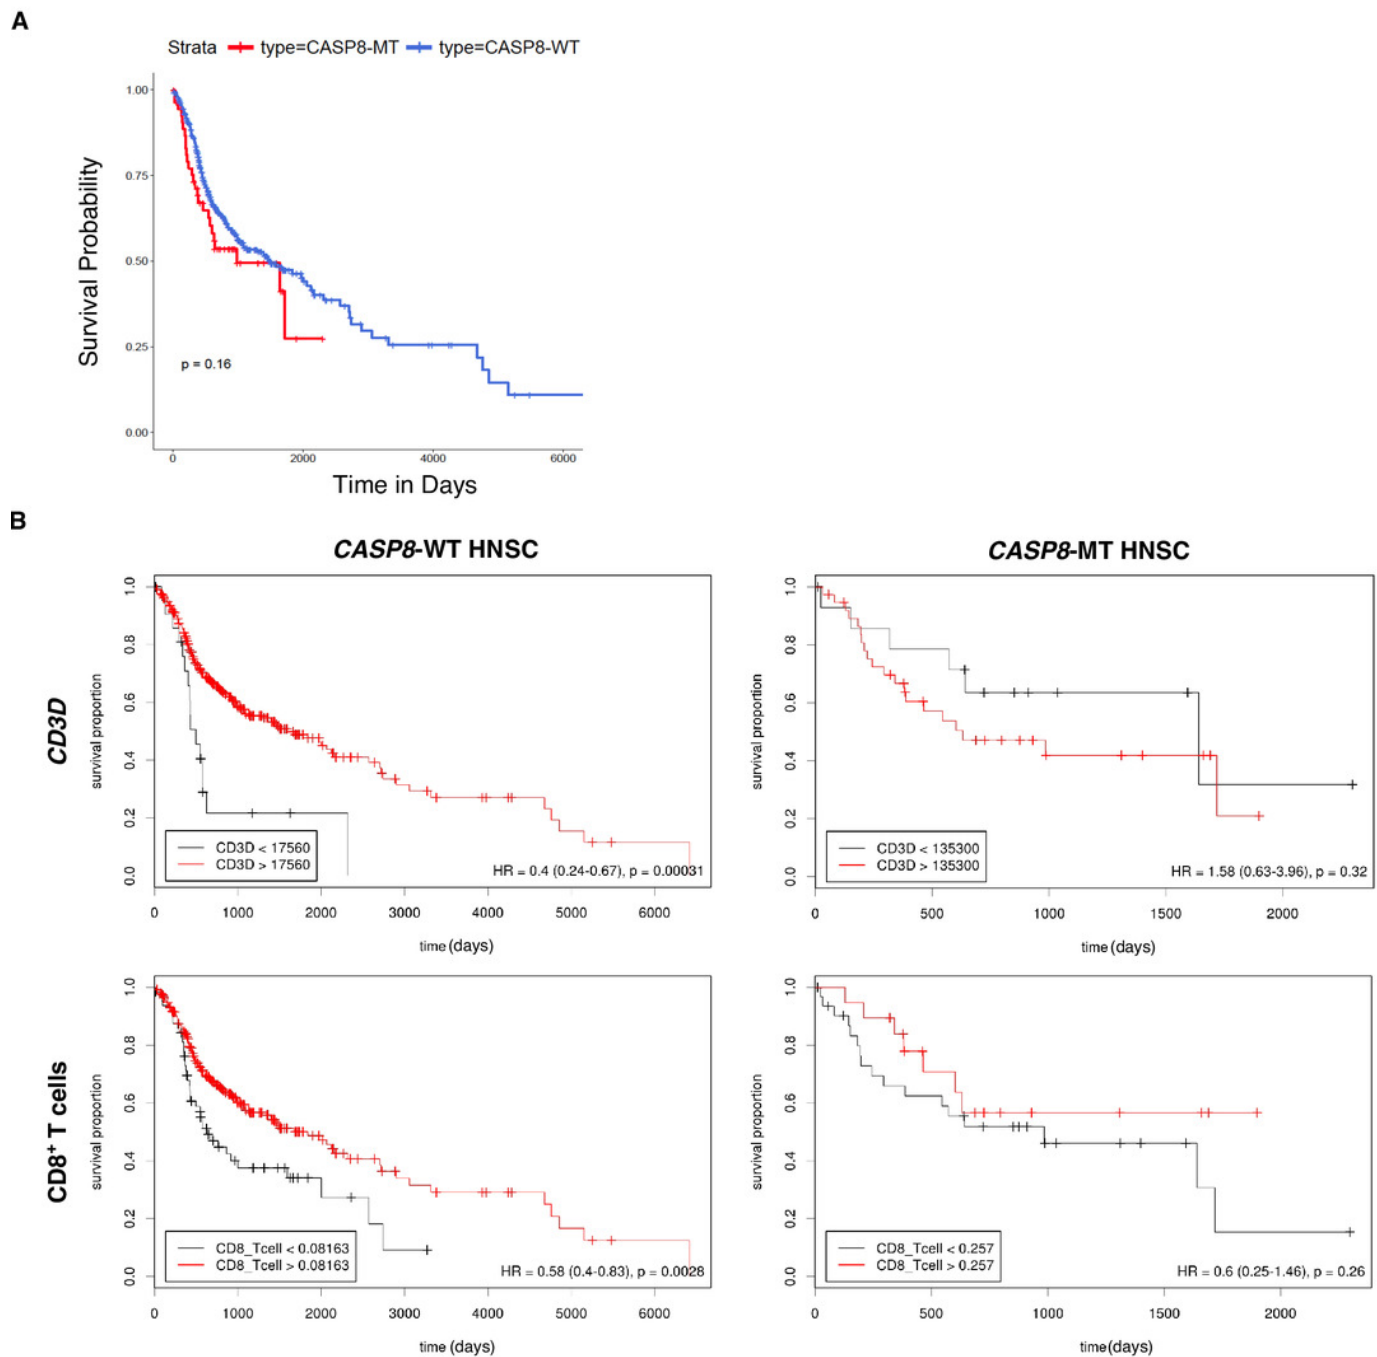 A
Strata type=CASP8-MT type=CASP8-WT
Survival Probability
1.00
0.75
0.50
0.25
0.00
p = 0.16
0 2000 4000 6000
Time in Days
B
CASP8-WT HNSC
CASP8-MT HNSC
CD3D
survival proportion
1.0
0.8
0.6
0.4
0.2
0.0
CD3D < 17560
CD3D > 17560
HR = 0.4 (0.24-0.67), p = 0.00031
0 1000 2000 3000 4000 5000 6000
time (days)
survival proportion
1.0
0.8
0.6
0.4
0.2
0.0
CD3D < 135300
CD3D > 135300
HR = 1.58 (0.63-3.96), p = 0.32
0 500 1000 1500 2000
time (days)
CD8+ T cells
survival proportion
1.0
0.8
0.6
0.4
0.2
0.0
CD8_Tcell < 0.08163
CD8_Tcell > 0.08163
HR = 0.58 (0.4-0.83), p = 0.0028
0 1000 2000 3000 4000 5000 6000
time (days)
survival proportion
1.0
0.8
0.6
0.4
0.2
0.0
CD8_Tcell < 0.257
CD8_Tcell > 0.257
HR = 0.6 (0.25-1.46), p = 0.26
0 500 1000 1500 2000
time(days)